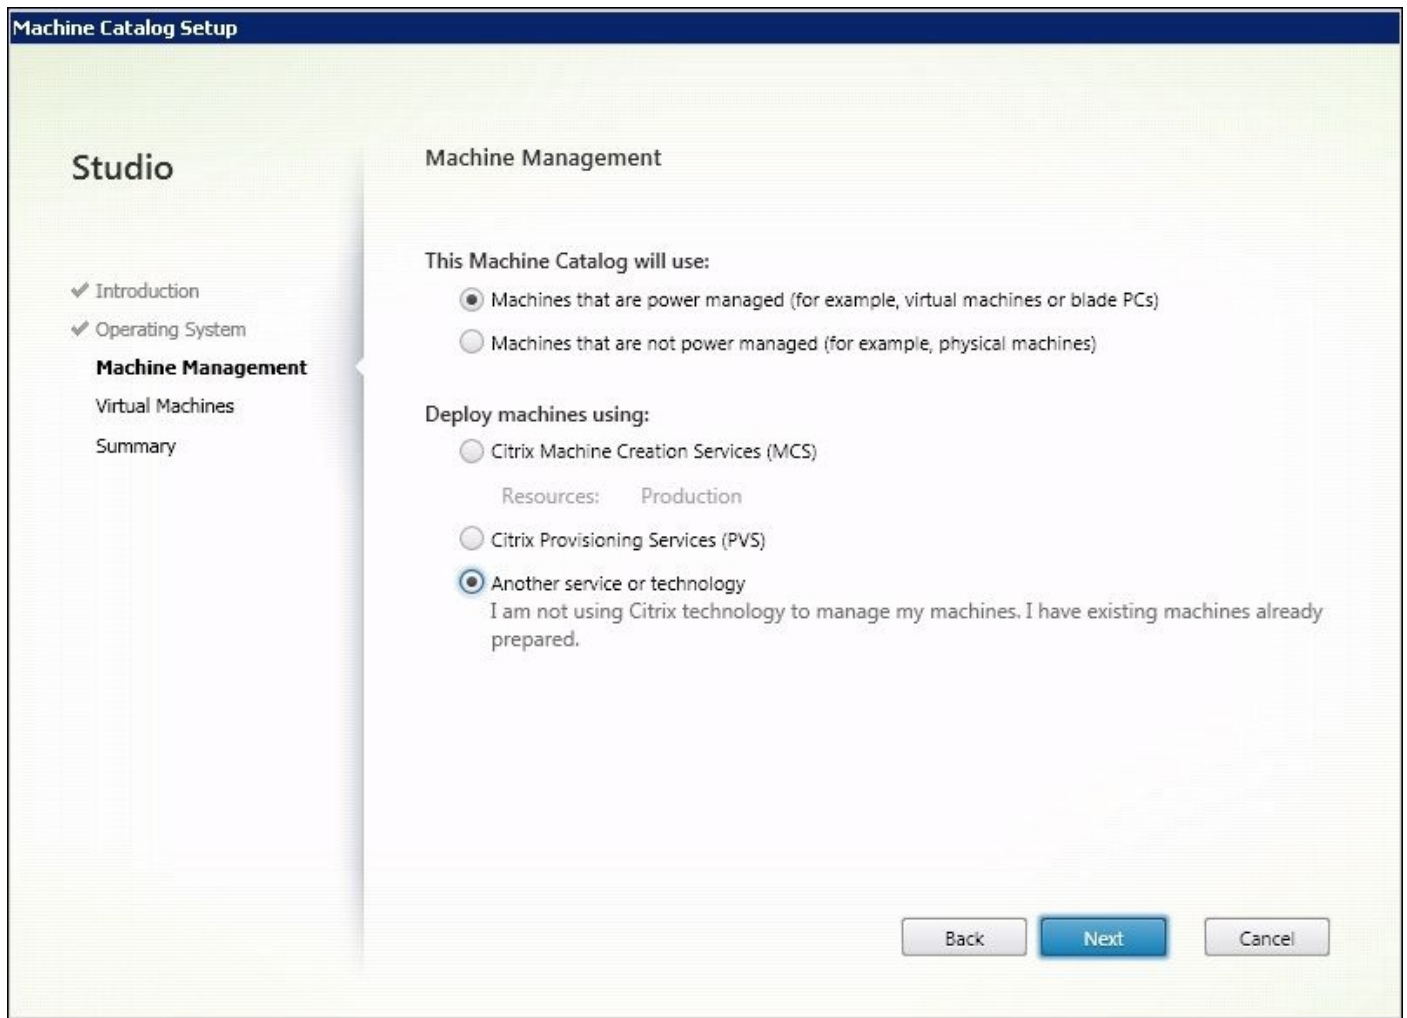 Machine Catalog Setup
Studio
Introduction
Operating System
Machine Management
Virtual Machines
Summary
Machine Management
This Machine Catalog will use:
Machines that are power managed (for example, virtual machines or blade PCs)
Machines that are not power managed (for example, physical machines)
Deploy machines using:
Citrix Machine Creation Services (MCS)
Resources: Production
Citrix Provisioning Services (PVS)
Another service or technology
I am not using Citrix technology to manage my machines. I have existing machines already
prepared.
Back Next Cancel